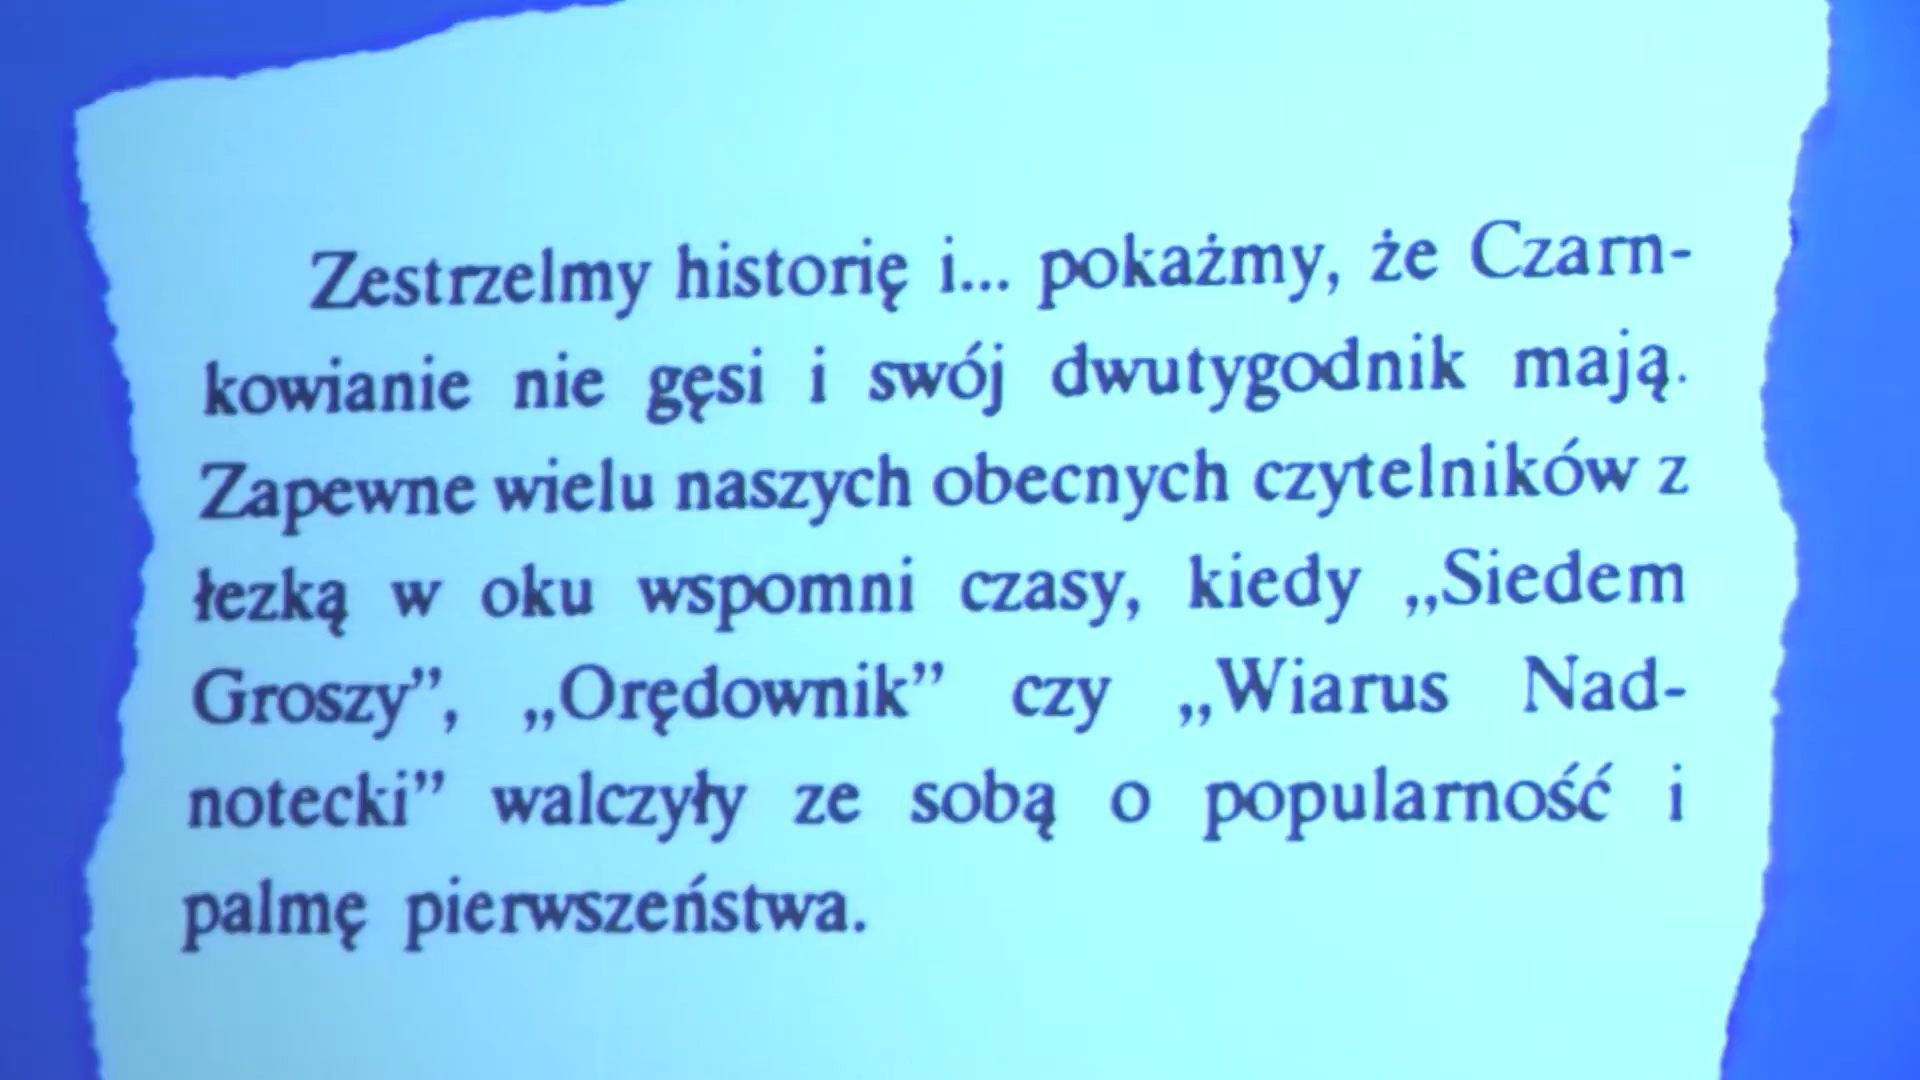 Zestrzelmy historię i... pokażmy, że Czarn-
kowianie nie gęsi i swój dwutygodnik mają.
Zapewne wielu naszych obecnych czytelników z
łezką w oku wspomni czasy, kiedy „Siedem
Groszy”, „Orędownik” czy „Wiarus Nad-
notecki” walczyły ze sobą o popularność i
palmę pierwszeństwa.